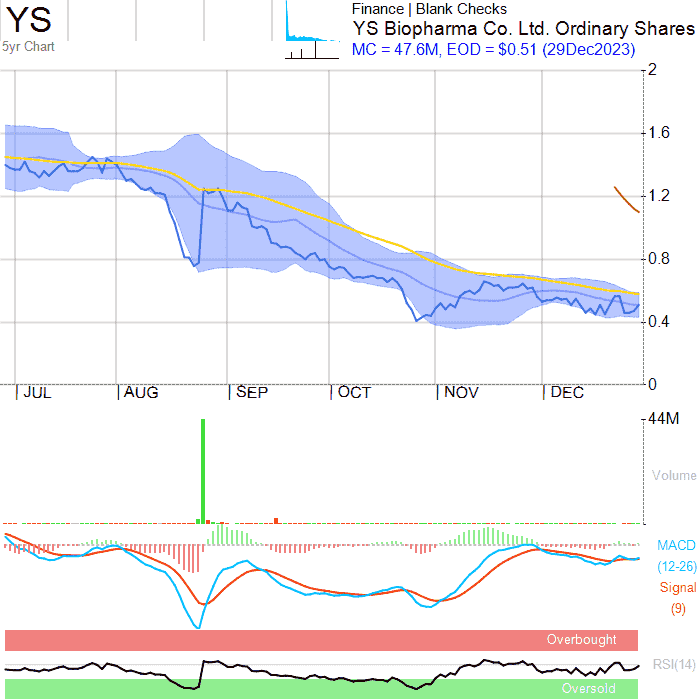 YS
5yr Chart
Finance | Blank Checks
YS Biopharma Co. Ltd. Ordinary Shares
MC = 47.6M, EOD = $0.51 (29Dec2023)
2
1.6
1.2
0.8
0.4
0
JUL AUG SEP OCT NOV DEC
44M
Volume
MACD
(12-26)
Signal
(9)
Overbought
RSI(14)
Oversold